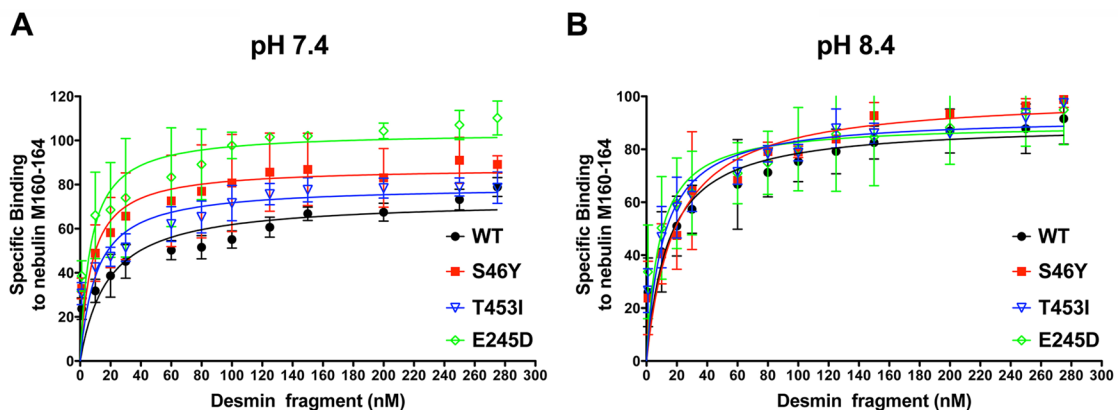 A
pH 7.4
Specific Binding
to nebulin M160-164
120
100
80
60
40
20
0
0 20 40 60 80 100 120 140 160 180 200 220 240 260 280 300
Desmin fragment (nM)
WT
S46Y
T453I
E245D
B
pH 8.4
Specific Binding
to nebulin M160-164
100
80
60
40
20
0
0 20 40 60 80 100 120 140 160 180 200 220 240 260 280 300
Desmin fragment (nM)
WT
S46Y
T453I
E245D